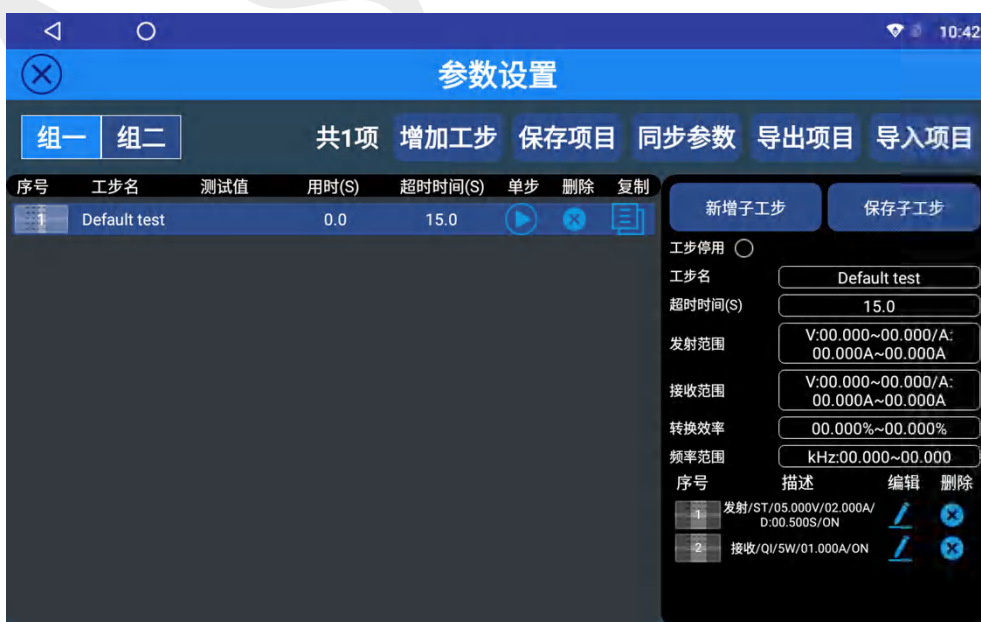 10:42
参数设置
组一 组二 共1项 增加工步 保存项目 同步参数 导出项目 导入项目
序号 工步名 测试值 用时(S) 超时时间(S) 单步 删除 复制
1 Default test 0.0 15.0
新增子工步 保存子工步
工步停用
工步名 Default test
超时时间(S) 15.0
发射范围 V:00.000~00.000/A:
00.000A~00.000A
接收范围 V:00.000~00.000/A:
00.000A~00.000A
转换效率 00.000%~00.000%
频率范围 kHz:00.000~00.000
序号 描述 编辑 删除
1 发射/ST/05.000V/02.000A/
D:00.500S/ON
2 接收/QI/5W/01.000A/ON